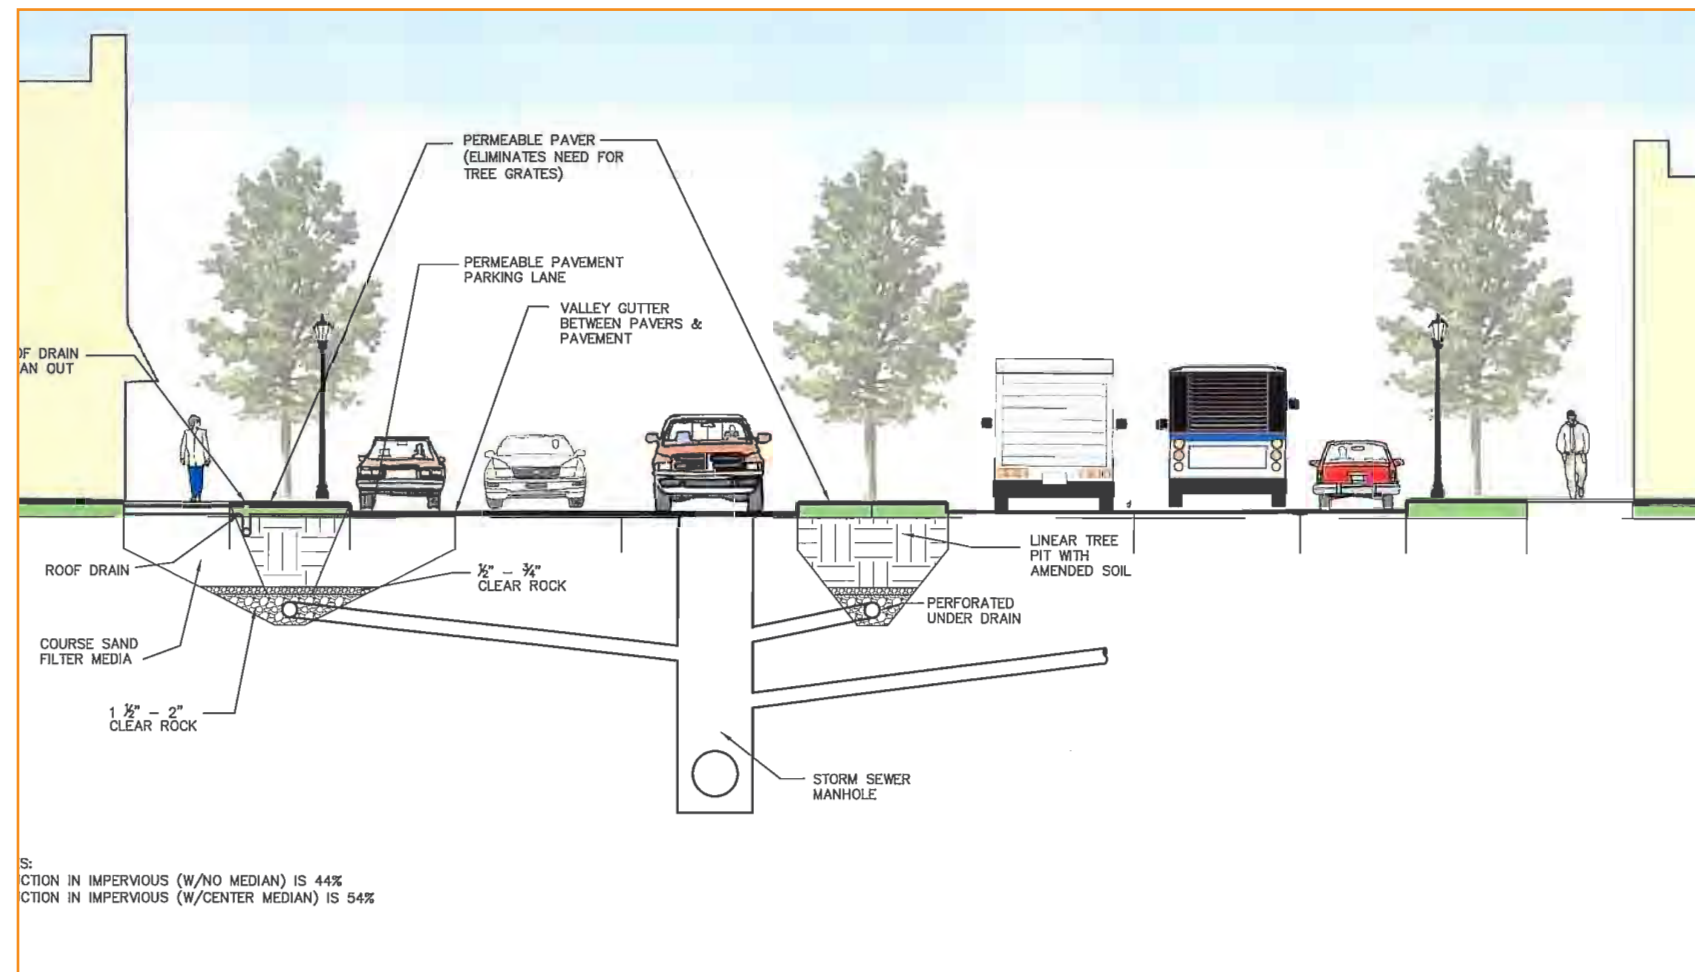 PERMEABLE PAVER
(ELIMINATES NEED FOR
TREE GRATES)
PERMEABLE PAVEMENT
PARKING LANE
VALLEY GUTTER
BETWEEN PAVERS &
PAVEMENT
OF DRAIN
AN OUT
ROOF DRAIN
½" – ¾"
CLEAR ROCK
LINEAR TREE
PIT WITH
AMENDED SOIL
PERFORATED
UNDER DRAIN
COURSE SAND
FILTER MEDIA
1 ½" – 2"
CLEAR ROCK
STORM SEWER
MANHOLE
S:
CTION IN IMPERVIOUS (W/NO MEDIAN) IS 44%
CTION IN IMPERVIOUS (W/CENTER MEDIAN) IS 54%